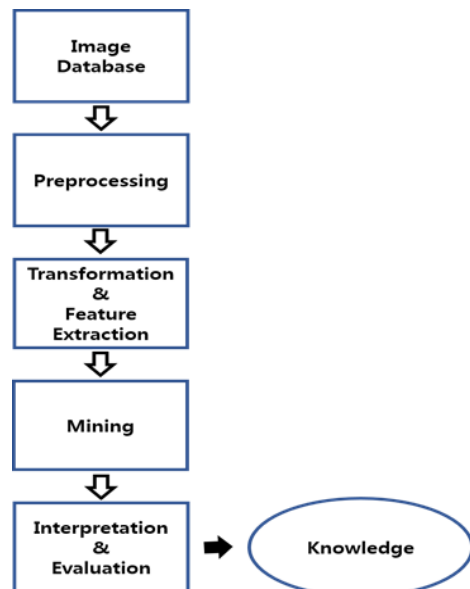 Image
Database
Preprocessing
Transformation
&
Feature
Extraction
Mining
Interpretation
&
Evaluation
Knowledge